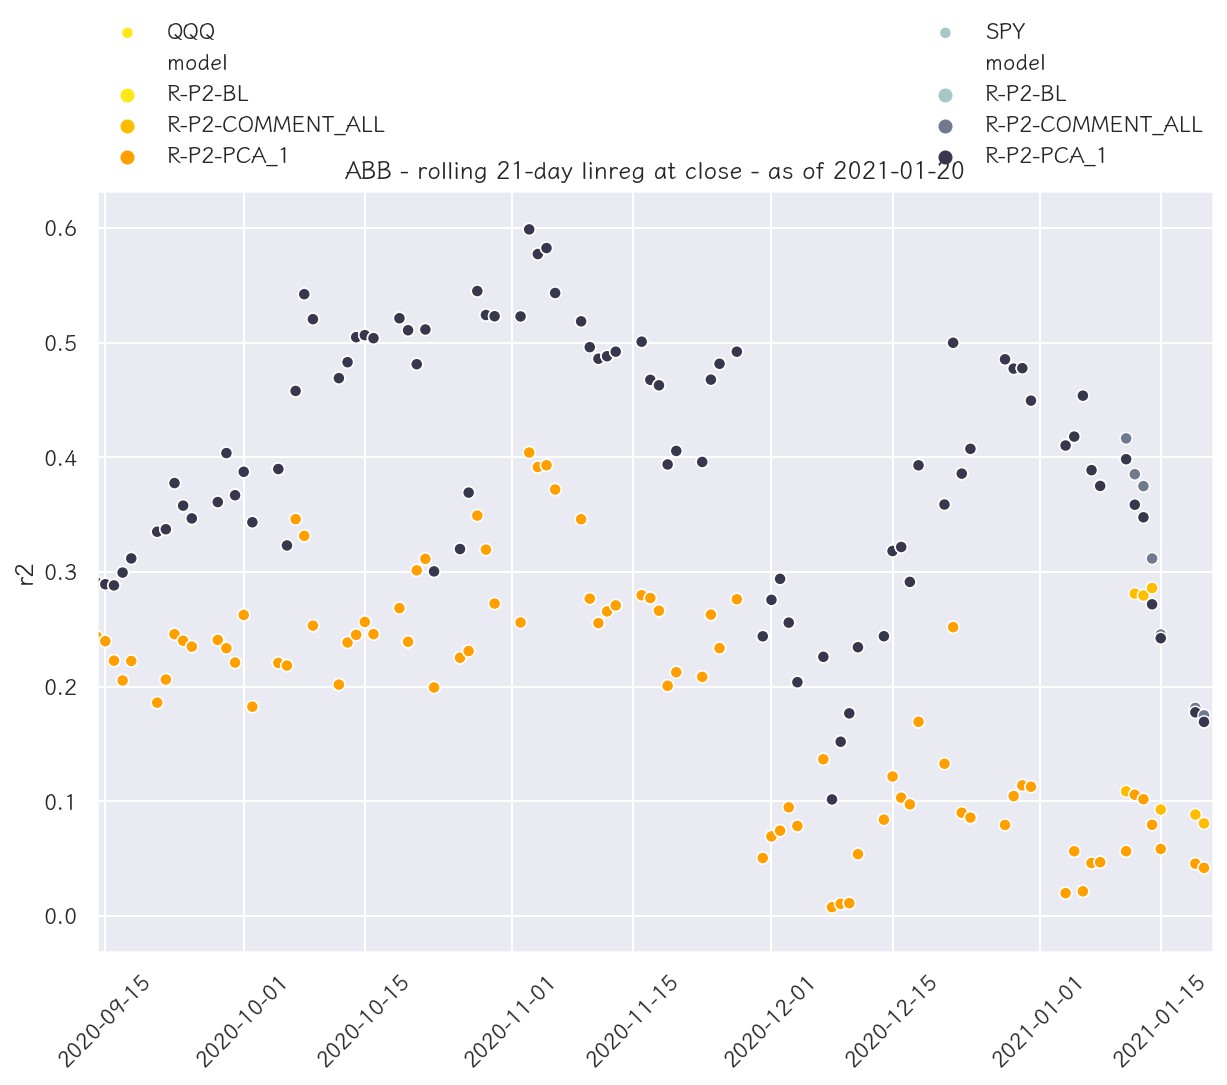 QQQ
model
R-P2-BL
R-P2-COMMENT_ALL
R-P2-PCA_1
SPY
model
R-P2-BL
R-P2-COMMENT_ALL
R-P2-PCA_1
ABB - rolling 21-day linreg at close - as of 2021-01-20
r2
0.6
0.5
0.4
0.3
0.2
0.1
0.0
2020-09-15
2020-10-01
2020-10-15
2020-11-01
2020-11-15
2020-12-01
2020-12-15
2021-01-01
2021-01-15